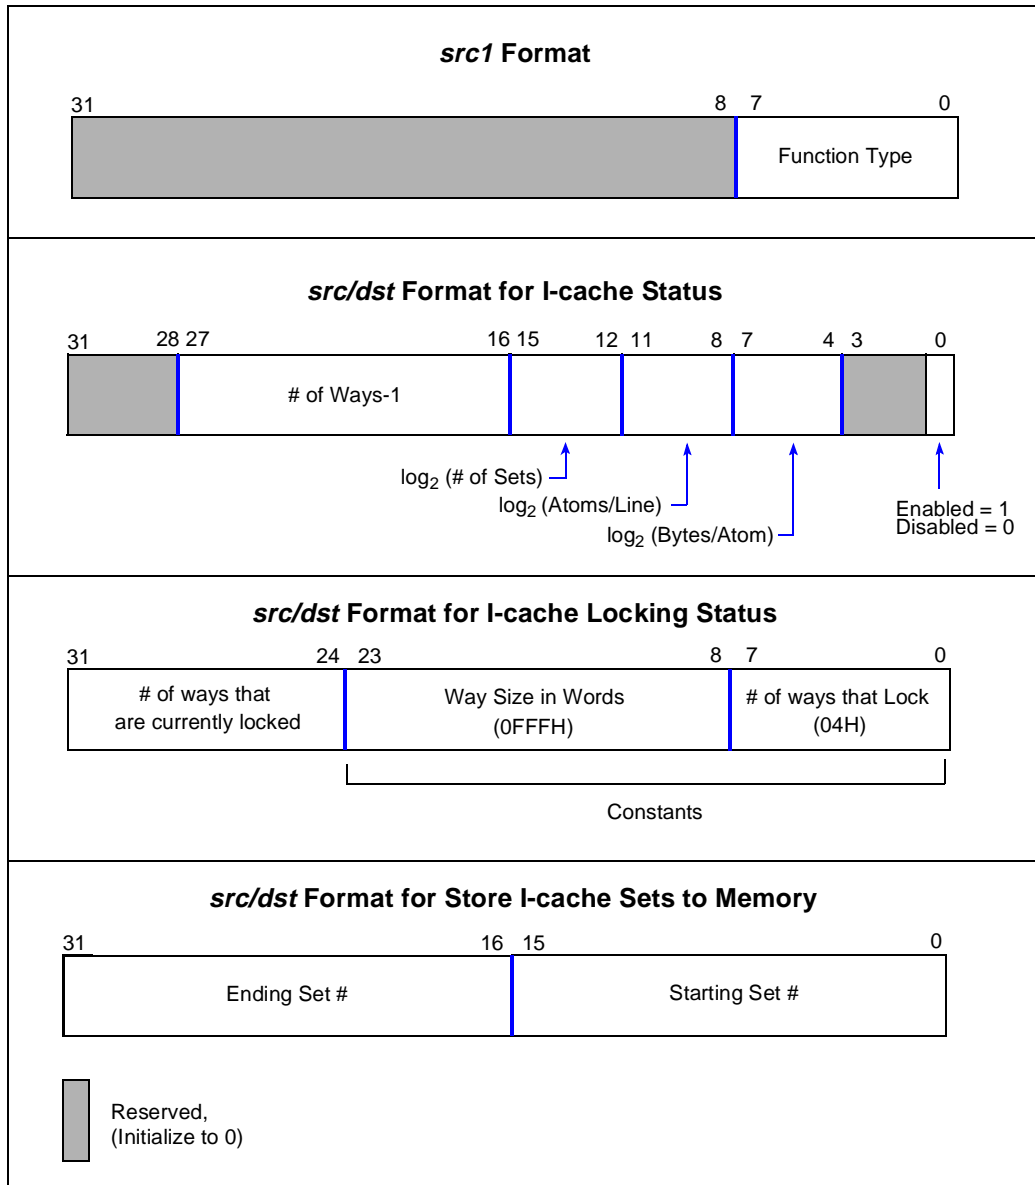 src1 Format
31 8 7 0
Function Type
src/dst Format for I-cache Status
31 28 27 16 15 12 11 8 7 4 3 0
# of Ways-1
log2 (# of Sets)
log2 (Atoms/Line)
log2 (Bytes/Atom)
Enabled = 1
Disabled = 0
src/dst Format for I-cache Locking Status
31 24 23 8 7 0
# of ways that
are currently locked
Way Size in Words
(0FFFH)
# of ways that Lock
(04H)
Constants
src/dst Format for Store I-cache Sets to Memory
31 16 15 0
Ending Set #
Starting Set #
Reserved,
(Initialize to 0)